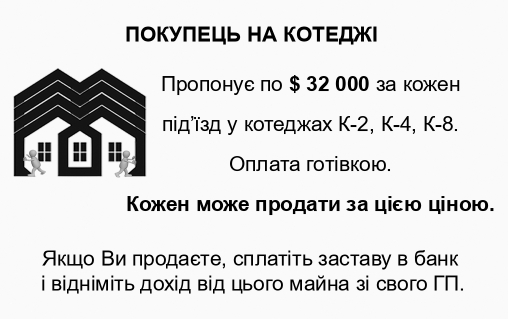 ПОКУПЕЦЬ НА КОТЕДЖІ
Пропонує по $ 32 000 за кожен
під’їзд у котеджах К-2, К-4, К-8.
Оплата готівкою.
Кожен може продати за цією ціною.
Якщо Ви продаєте, сплатіть заставу в банк
і відніміть дохід від цього майна зі свого ГП.